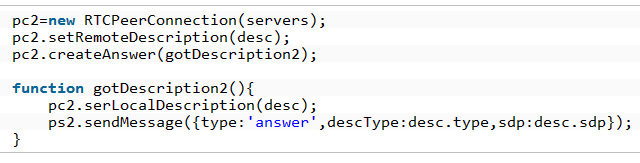 pc2=new RTCPeerConnection(servers);
pc2.setRemoteDescription(desc);
pc2.createAnswer(gotDescription2);
function gotDescription2(){
pc2.serLocalDescription(desc);
ps2.sendMessage({type:'answer',descType:desc.type,sdp:desc.sdp});
}